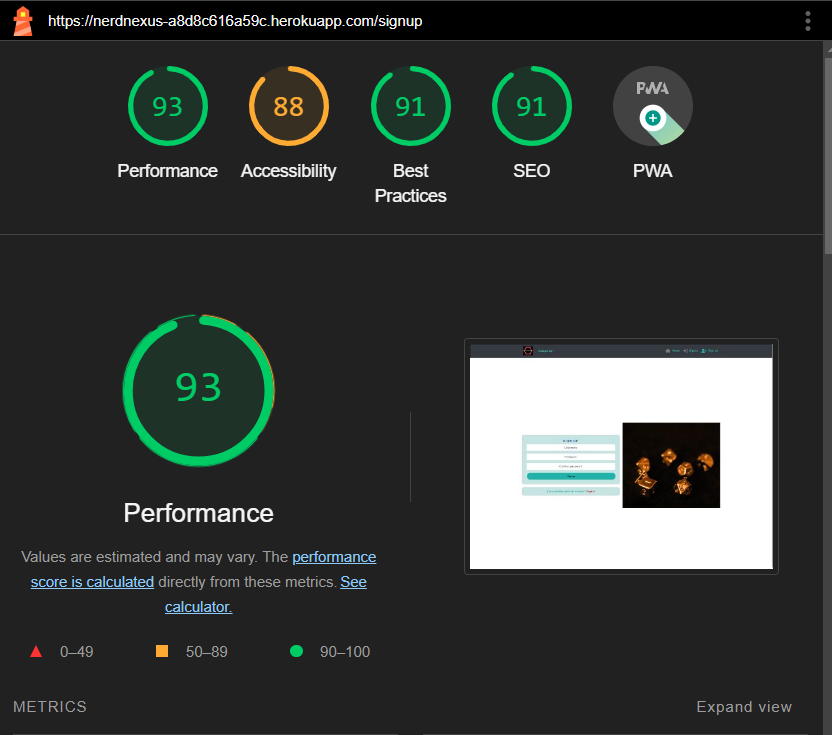 https://nerdnexus-a8d8c616a59c.herokuapp.com/signup
93
88
91
91
PWA
Performance
Accessibility
Best
Practices
SEO
PWA
93
Performance
Values are estimated and may vary. The performance
score is calculated directly from these metrics. See
calculator.
0–49
50–89
90–100
METRICS
Expand view